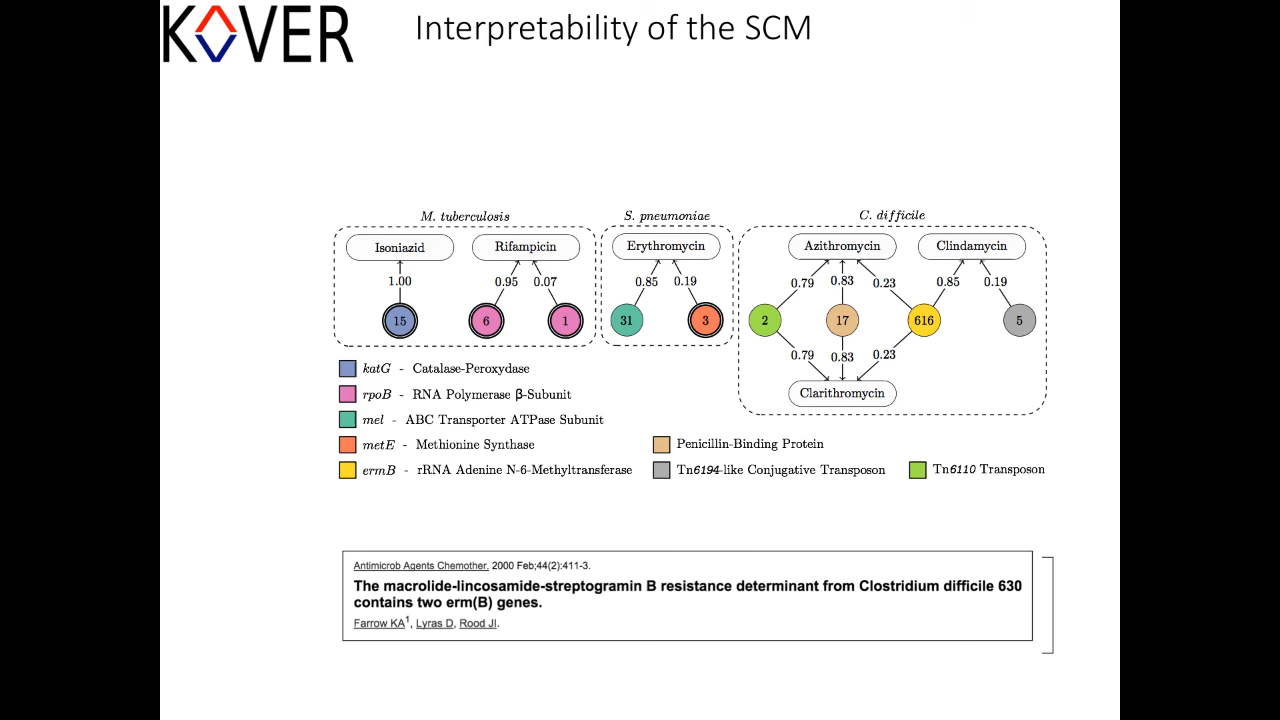 KOVER
Interpretability of the SCM
M. tuberculosis
S. pneumoniae
C. difficile
Isoniazid
Rifampicin
Erythromycin
Azithromycin
Clindamycin
1.00
0.95
0.07
0.85
0.19
0.79
0.83
0.23
0.85
0.19
15
6
1
31
3
2
17
616
5
0.79
0.83
0.23
Clarithromycin
katG - Catalase-Peroxydase
rpoB - RNA Polymerase β-Subunit
mel - ABC Transporter ATPase Subunit
metE - Methionine Synthase
Penicillin-Binding Protein
ermB - rRNA Adenine N-6-Methyltransferase
Tn6194-like Conjugative Transposon
Tn6110 Transposon
Antimicrob Agents Chemother. 2000 Feb;44(2):411-3.
The macrolide-lincosamide-streptogramin B resistance determinant from Clostridium difficile 630
contains two erm(B) genes.
Farrow KA1, Lyras D, Rood JI.